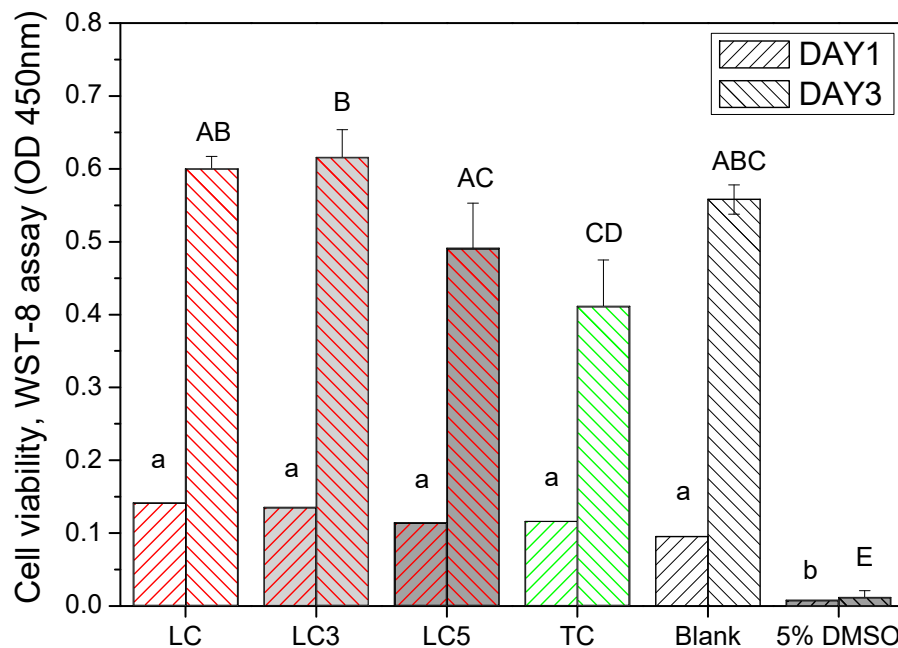 Cell viability, WST-8 assay (OD 450nm)
0.8
0.7
0.6
0.5
0.4
0.3
0.2
0.1
0.0
DAY1
DAY3
a
AB
a
B
a
AC
a
CD
a
ABC
b
E
LC
LC3
LC5
TC
Blank
5% DMSO